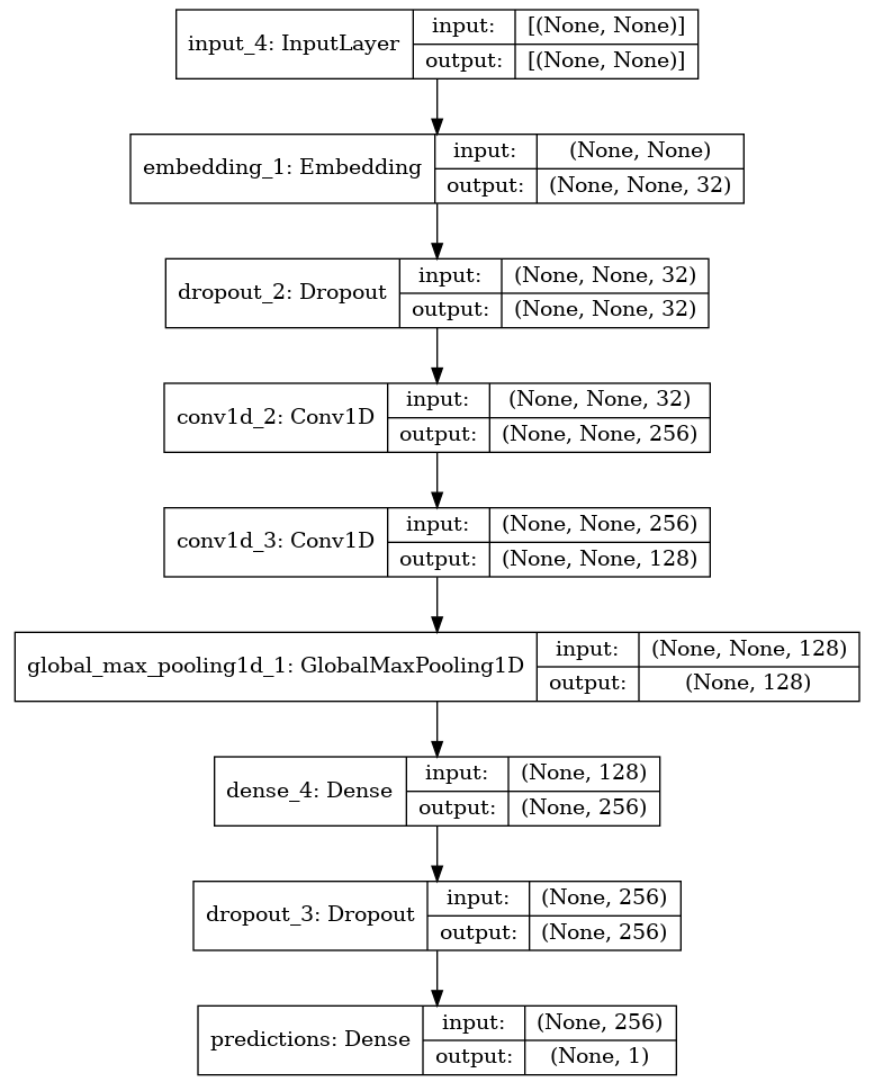 input_4: InputLayer
input: [(None, None)]
output: [(None, None)]
embedding_1: Embedding
input: (None, None)
output: (None, None, 32)
dropout_2: Dropout
input: (None, None, 32)
output: (None, None, 32)
conv1d_2: Conv1D
input: (None, None, 32)
output: (None, None, 256)
conv1d_3: Conv1D
input: (None, None, 256)
output: (None, None, 128)
global_max_pooling1d_1: GlobalMaxPooling1D
input: (None, None, 128)
output: (None, 128)
dense_4: Dense
input: (None, 128)
output: (None, 256)
dropout_3: Dropout
input: (None, 256)
output: (None, 256)
predictions: Dense
input: (None, 256)
output: (None, 1)